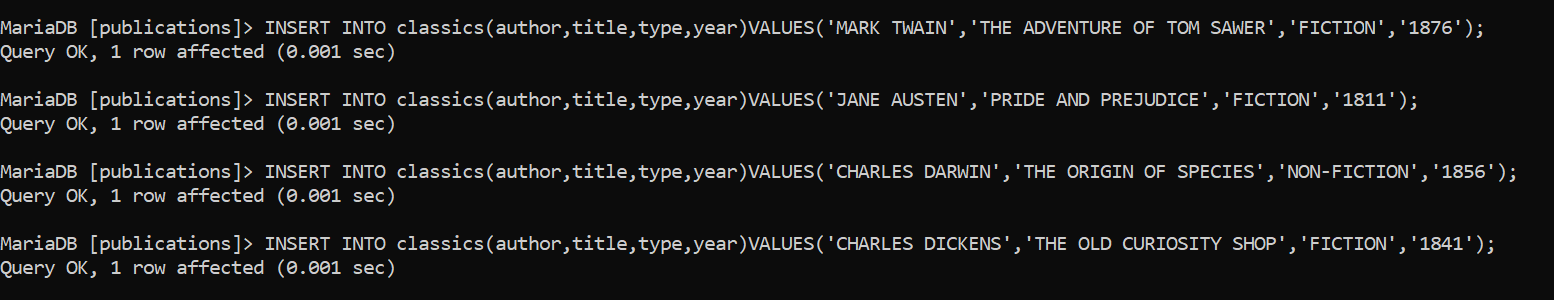 MariaDB [publications]> INSERT INTO classics(author,title,type,year)VALUES('MARK TWAIN','THE ADVENTURE OF TOM SAWER','FICTION','1876');
Query OK, 1 row affected (0.001 sec)
MariaDB [publications]> INSERT INTO classics(author,title,type,year)VALUES('JANE AUSTEN','PRIDE AND PREJUDICE','FICTION','1811');
Query OK, 1 row affected (0.001 sec)
MariaDB [publications]> INSERT INTO classics(author,title,type,year)VALUES('CHARLES DARWIN','THE ORIGIN OF SPECIES','NON-FICTION','1856');
Query OK, 1 row affected (0.001 sec)
MariaDB [publications]> INSERT INTO classics(author,title,type,year)VALUES('CHARLES DICKENS','THE OLD CURIOSITY SHOP','FICTION','1841');
Query OK, 1 row affected (0.001 sec)